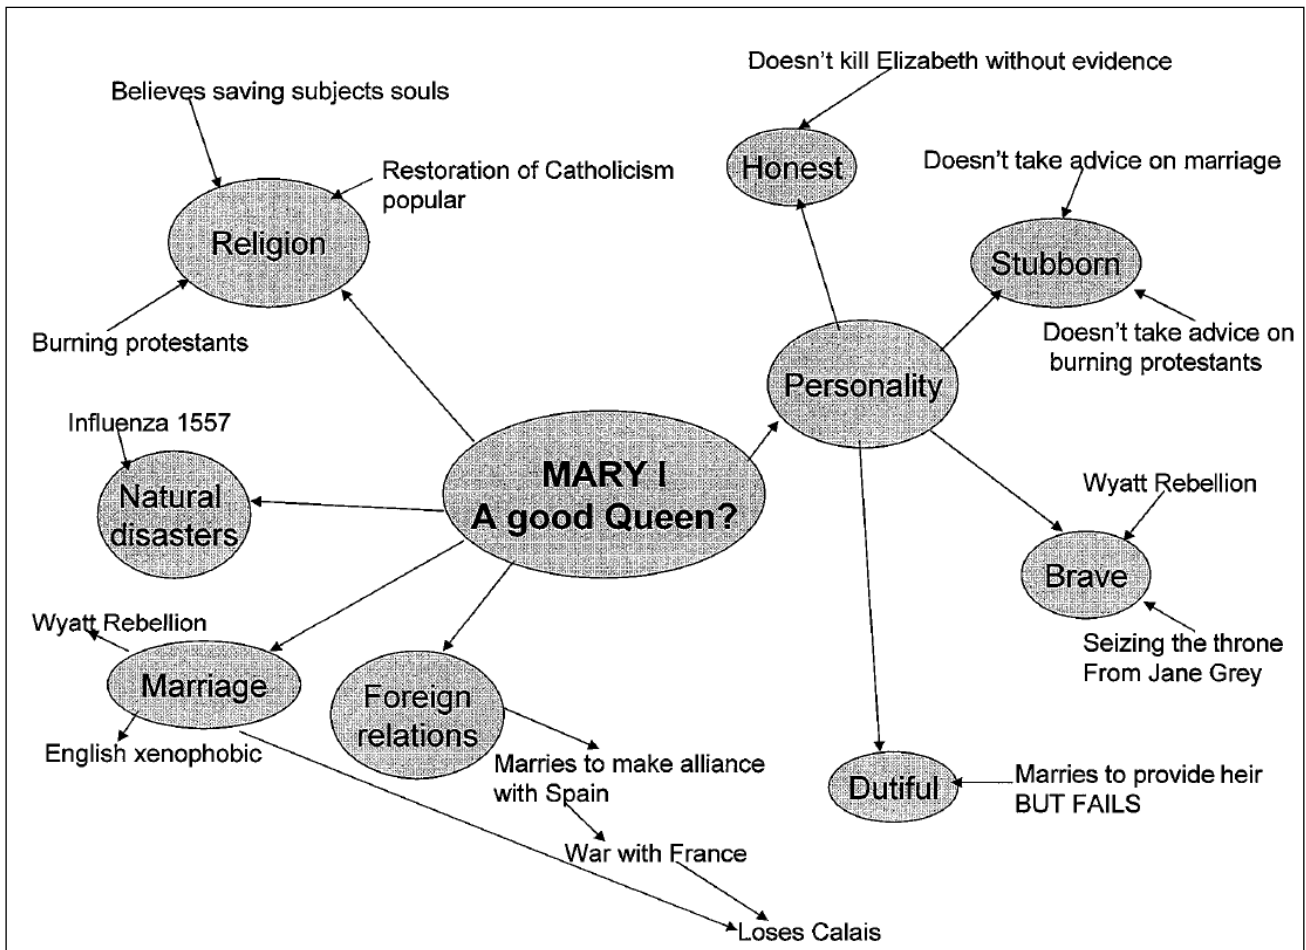 Doesn't kill Elizabeth without evidence
Believes saving subjects souls
Honest
Doesn't take advice on marriage
Restoration of Catholicism
popular
Religion
Stubborn
Burning protestants
Doesn't take advice on
burning protestants
Personality
Influenza 1557
MARY I
A good Queen?
Natural
disasters
Wyatt Rebellion
Brave
Wyatt Rebellion
Seizing the throne
From Jane Grey
Marriage
Foreign
relations
English xenophobic
Marries to make alliance
with Spain
Dutiful
Marries to provide heir
BUT FAILS
War with France
Loses Calais